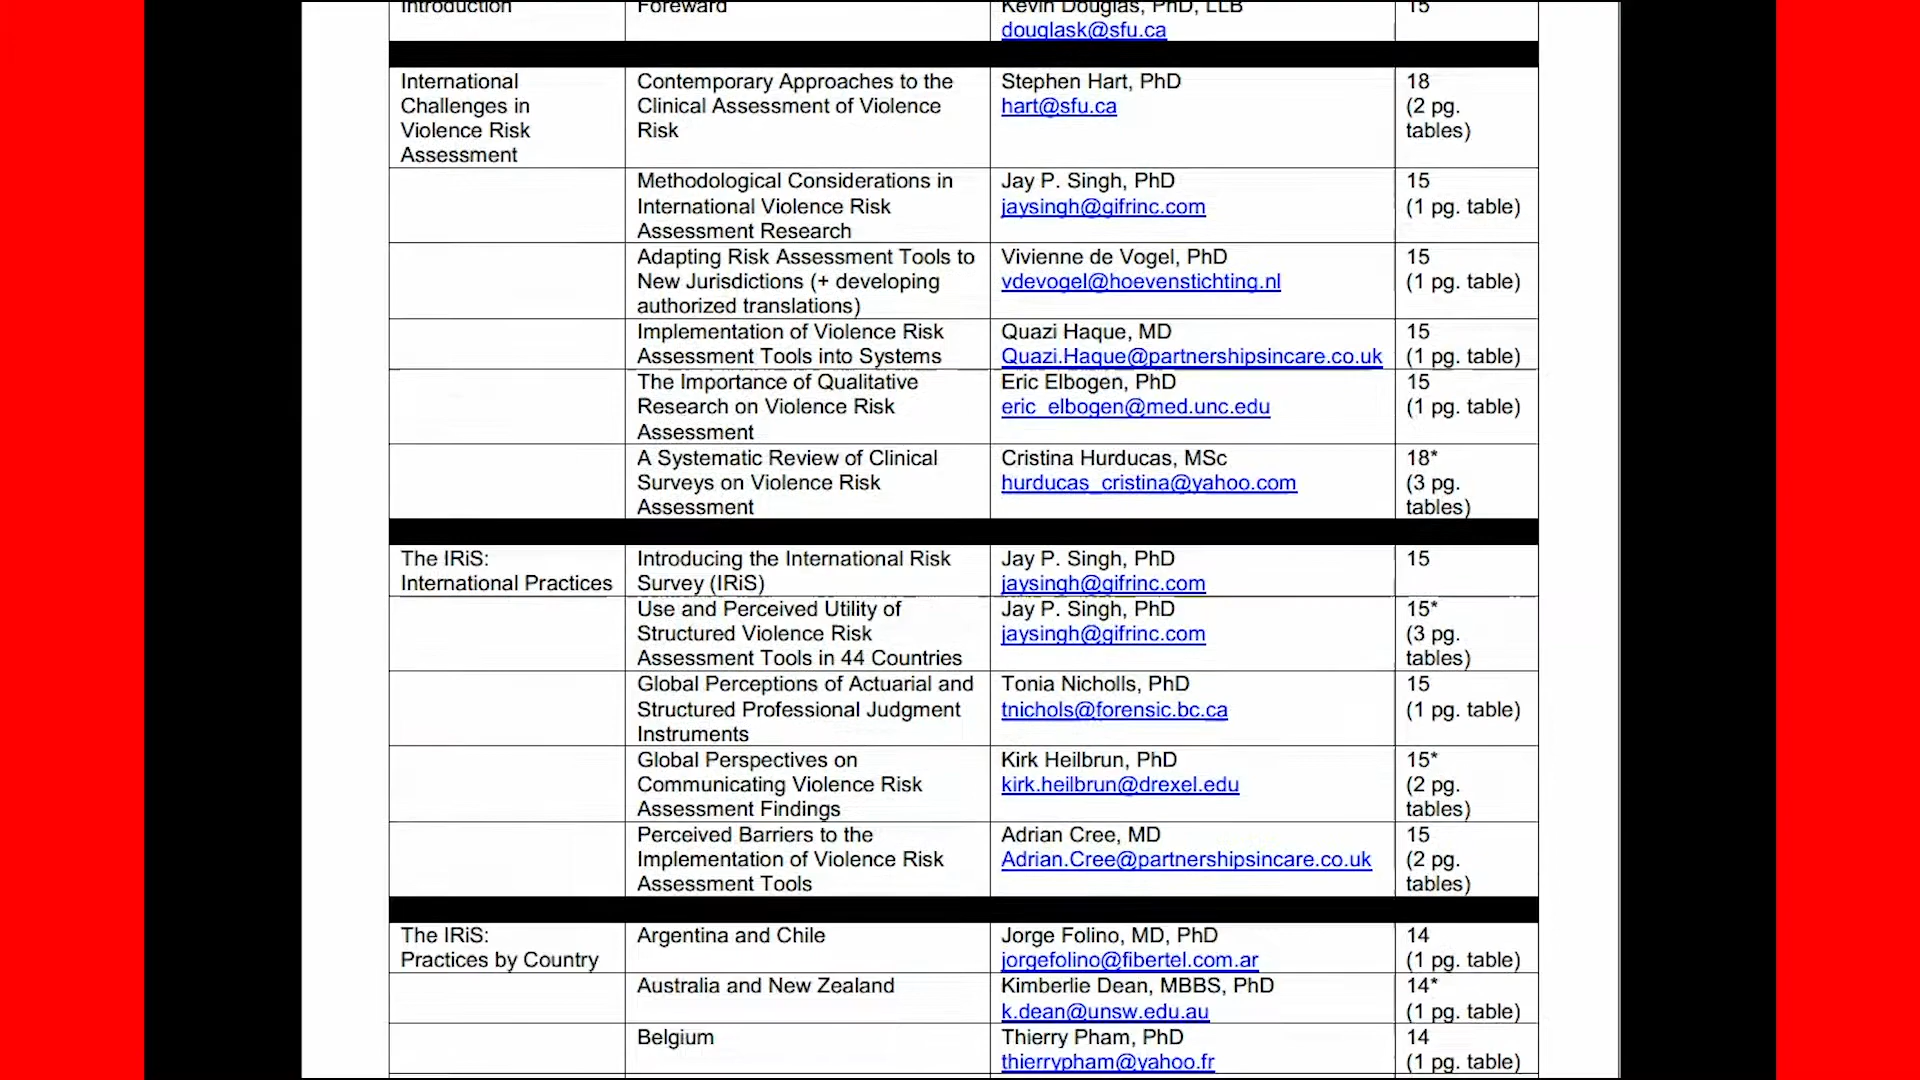 Introduction
Foreward
Kevin Douglas, PhD, LLB
15
douglask@sfu.ca
International
Challenges in
Violence Risk
Assessment
Contemporary Approaches to the
Clinical Assessment of Violence
Risk
Stephen Hart, PhD
hart@sfu.ca
18
(2 pg.
tables)
Methodological Considerations in
International Violence Risk
Assessment Research
Jay P. Singh, PhD
jaysingh@gifrinc.com
15
(1 pg. table)
Adapting Risk Assessment Tools to
New Jurisdictions (+ developing
authorized translations)
Vivienne de Vogel, PhD
vdevogel@hoevenstichting.nl
15
(1 pg. table)
Implementation of Violence Risk
Assessment Tools into Systems
Quazi Haque, MD
Quazi.Haque@partnershipsincare.co.uk
15
(1 pg. table)
The Importance of Qualitative
Research on Violence Risk
Assessment
Eric Elbogen, PhD
eric_elbogen@med.unc.edu
15
(1 pg. table)
A Systematic Review of Clinical
Surveys on Violence Risk
Assessment
Cristina Hurducas, MSc
hurducas_cristina@yahoo.com
18*
(3 pg.
tables)
The IRiS:
International Practices
Introducing the International Risk
Survey (IRiS)
Jay P. Singh, PhD
jaysingh@gifrinc.com
15
Use and Perceived Utility of
Structured Violence Risk
Assessment Tools in 44 Countries
Jay P. Singh, PhD
jaysingh@gifrinc.com
15*
(3 pg.
tables)
Global Perceptions of Actuarial and
Structured Professional Judgment
Instruments
Tonia Nicholls, PhD
tnichols@forensic.bc.ca
15
(1 pg. table)
Global Perspectives on
Communicating Violence Risk
Assessment Findings
Kirk Heilbrun, PhD
kirk.heilbrun@drexel.edu
15*
(2 pg.
tables)
Perceived Barriers to the
Implementation of Violence Risk
Assessment Tools
Adrian Cree, MD
Adrian.Cree@partnershipsincare.co.uk
15
(2 pg.
tables)
The IRiS:
Practices by Country
Argentina and Chile
Jorge Folino, MD, PhD
jorgefolino@fibertel.com.ar
14
(1 pg. table)
Australia and New Zealand
Kimberlie Dean, MBBS, PhD
k.dean@unsw.edu.au
14*
(1 pg. table)
Belgium
Thierry Pham, PhD
thierrypham@yahoo.fr
14
(1 pg. table)